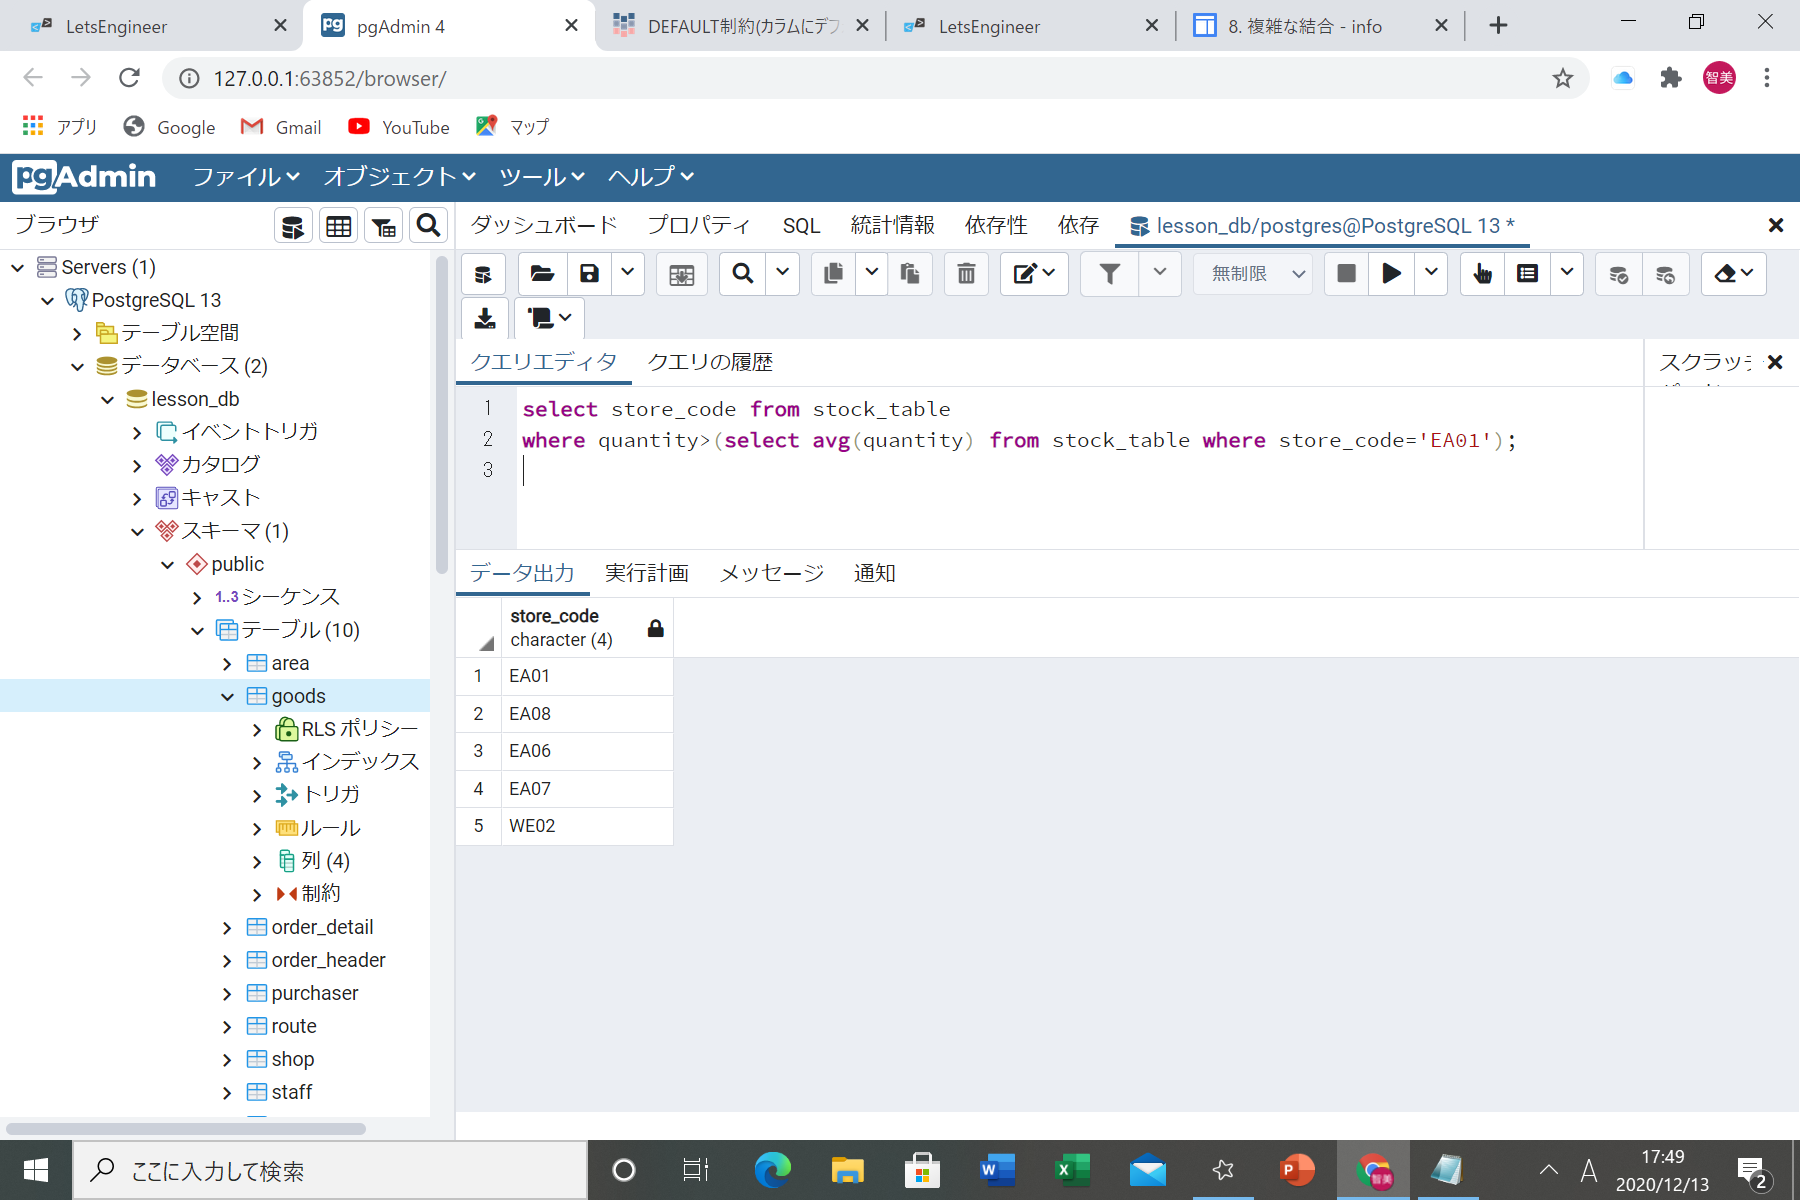 LetsEngineer
pgAdmin 4
DEFAULT制約(カラムにデフ
LetsEngineer
8. 複雑な結合 - info
127.0.0.1:63852/browser/
智美
アプリ
Google
Gmail
YouTube
マップ
pgAdmin
ファイル
オブジェクト
ツール
ヘルプ
ブラウザ
ダッシュボード
プロパティ
SQL
統計情報
依存性
依存
lesson_db/postgres@PostgreSQL 13 *
無制限
Servers (1)
PostgreSQL 13
テーブル空間
データベース (2)
lesson_db
イベントトリガ
カタログ
キャスト
スキーマ (1)
public
1..3 シーケンス
テーブル (10)
area
goods
RLS ポリシー
インデックス
トリガ
ルール
列 (4)
制約
order_detail
order_header
purchaser
route
shop
staff
クエリエディタ
クエリの履歴
スクラッチ
1 select store_code from stock_table
2 where quantity>(select avg(quantity) from stock_table where store_code='EA01');
3
データ出力
実行計画
メッセージ
通知
store_code
character (4)
1 EA01
2 EA08
3 EA06
4 EA07
5 WE02
ここに入力して検索
A
17:49
2020/12/13
2